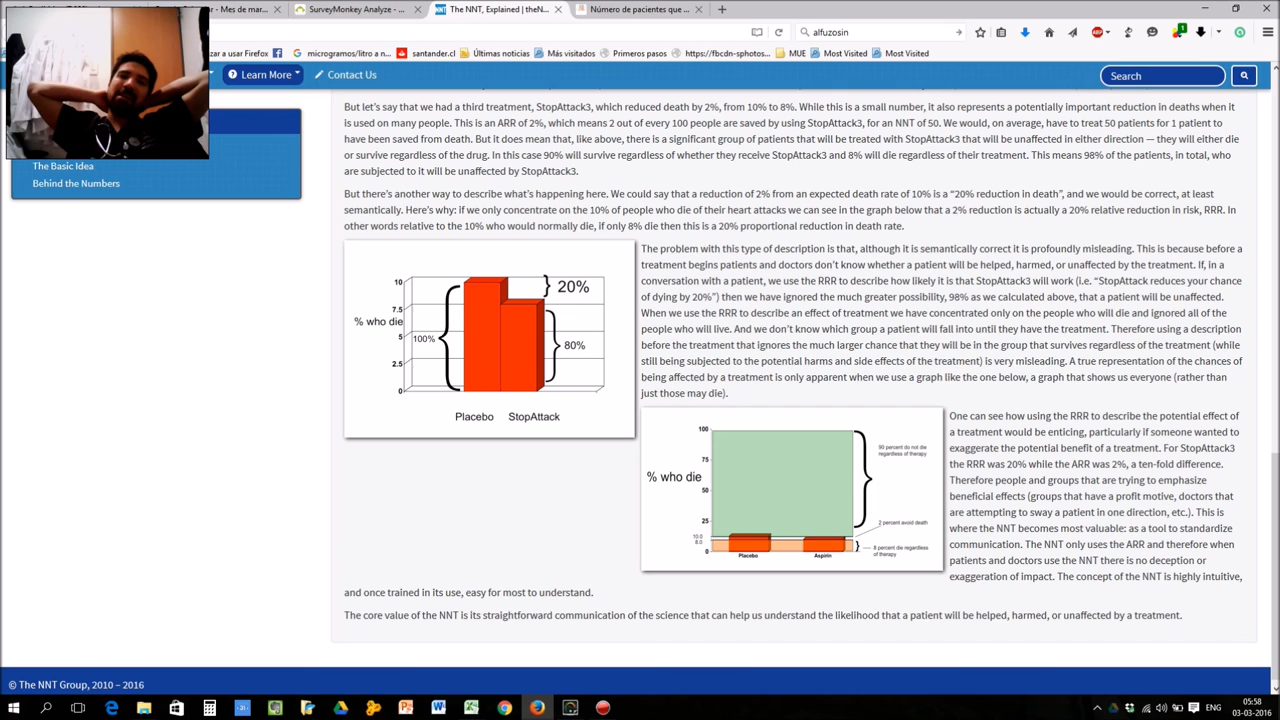 - Mes de mar...
SurveyMonkey Analyze - ...
The NNT, Explained | theN...
Número de pacientes que ...
alfuzosin
ar a usar Firefox
microgramos/litro a n...
santander.cl
Últimas noticias
Más visitados
Primeros pasos
https://fbcdn-sphotos...
MUE
Most Visited
Most Visited
Learn More
Contact Us
Search
The Basic Idea
Behind the Numbers
But let's say that we had a third treatment, StopAttack3, which reduced death by 2%, from 10% to 8%. While this is a small number, it also represents a potentially important reduction in deaths when it
is used on many people. This is an ARR of 2%, which means 2 out of every 100 people are saved by using StopAttack3, for an NNT of 50. We would, on average, have to treat 50 patients for 1 patient to
have been saved from death. But it does mean that, like above, there is a significant group of patients that will be treated with StopAttack3 that will be unaffected in either direction — they will either die
or survive regardless of the drug. In this case 90% will survive regardless of whether they receive StopAttack3 and 8% will die regardless of their treatment. This means 98% of the patients, in total, who
are subjected to it will be unaffected by StopAttack3.
But there's another way to describe what's happening here. We could say that a reduction of 2% from an expected death rate of 10% is a “20% reduction in death”, and we would be correct, at least
semantically. Here's why: if we only concentrate on the 10% of people who die of their heart attacks we can see in the graph below that a 2% reduction is actually a 20% relative reduction in risk, RRR. In
other words relative to the 10% who would normally die, if only 8% die then this is a 20% proportional reduction in death rate.
10
7.5
% who die
5
2.5
0
100%
20%
80%
Placebo StopAttack
The problem with this type of description is that, although it is semantically correct it is profoundly misleading. This is because before a
treatment begins patients and doctors don't know whether a patient will be helped, harmed, or unaffected by the treatment. If, in a
conversation with a patient, we use the RRR to describe how likely it is that StopAttack3 will work (i.e. “StopAttack reduces your chance
of dying by 20%”) then we have ignored the much greater possibility, 98% as we calculated above, that a patient will be unaffected.
When we use the RRR to describe an effect of treatment we have concentrated only on the people who will die and ignored all of the
people who will live. And we don't know which group a patient will fall into until they have the treatment. Therefore using a description
before the treatment that ignores the much larger chance that they will be in the group that survives regardless of the treatment (while
still being subjected to the potential harms and side effects of the treatment) is very misleading. A true representation of the chances of
being affected by a treatment is only apparent when we use a graph like the one below, a graph that shows us everyone (rather than
just those may die).
100
75
% who die
50
25
10.0
8.0
0
Placebo
Aspirin
90 percent do not die
regardless of therapy
2 percent avoid death
8 percent die regardless
of therapy
One can see how using the RRR to describe the potential effect of
a treatment would be enticing, particularly if someone wanted to
exaggerate the potential benefit of a treatment. For StopAttack3
the RRR was 20% while the ARR was 2%, a ten-fold difference.
Therefore people and groups that are trying to emphasize
beneficial effects (groups that have a profit motive, doctors that
are attempting to sway a patient in one direction, etc.). This is
where the NNT becomes most valuable: as a tool to standardize
communication. The NNT only uses the ARR and therefore when
patients and doctors use the NNT there is no deception or
exaggeration of impact. The concept of the NNT is highly intuitive,
and once trained in its use, easy for most to understand.
The core value of the NNT is its straightforward communication of the science that can help us understand the likelihood that a patient will be helped, harmed, or unaffected by a treatment.
© The NNT Group, 2010 – 2016
ENG
05:58
03-03-2016